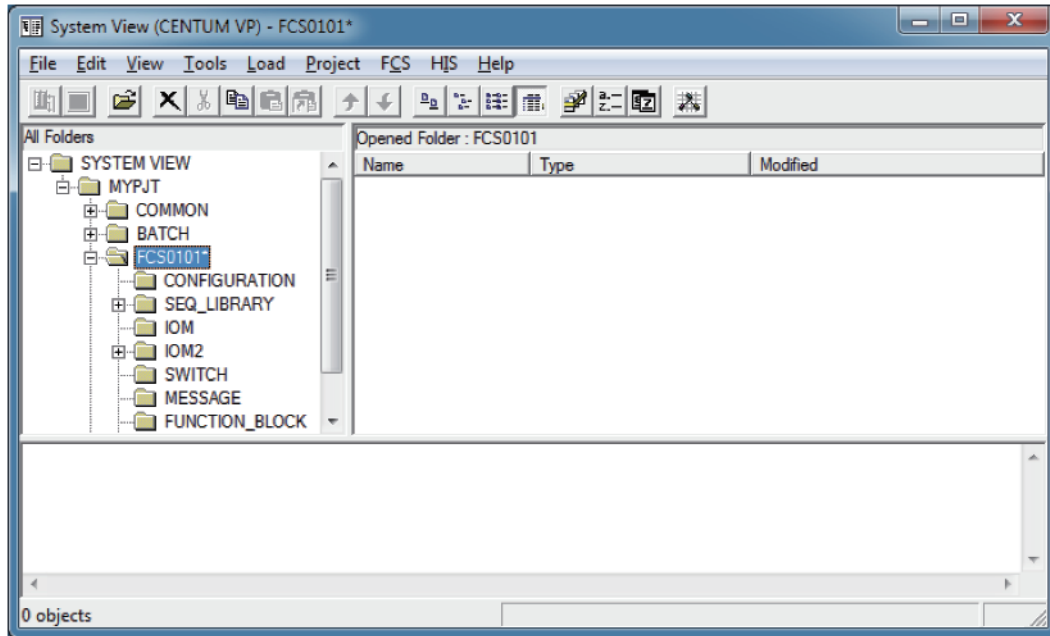 System View (CENTUM VP) - FCS0101*
File Edit View Tools Load Project FCS HIS Help
All Folders
Opened Folder : FCS0101
Name Type Modified
SYSTEM VIEW
MYPJT
COMMON
BATCH
FCS0101*
CONFIGURATION
SEQ_LIBRARY
IOM
IOM2
SWITCH
MESSAGE
FUNCTION_BLOCK
0 objects